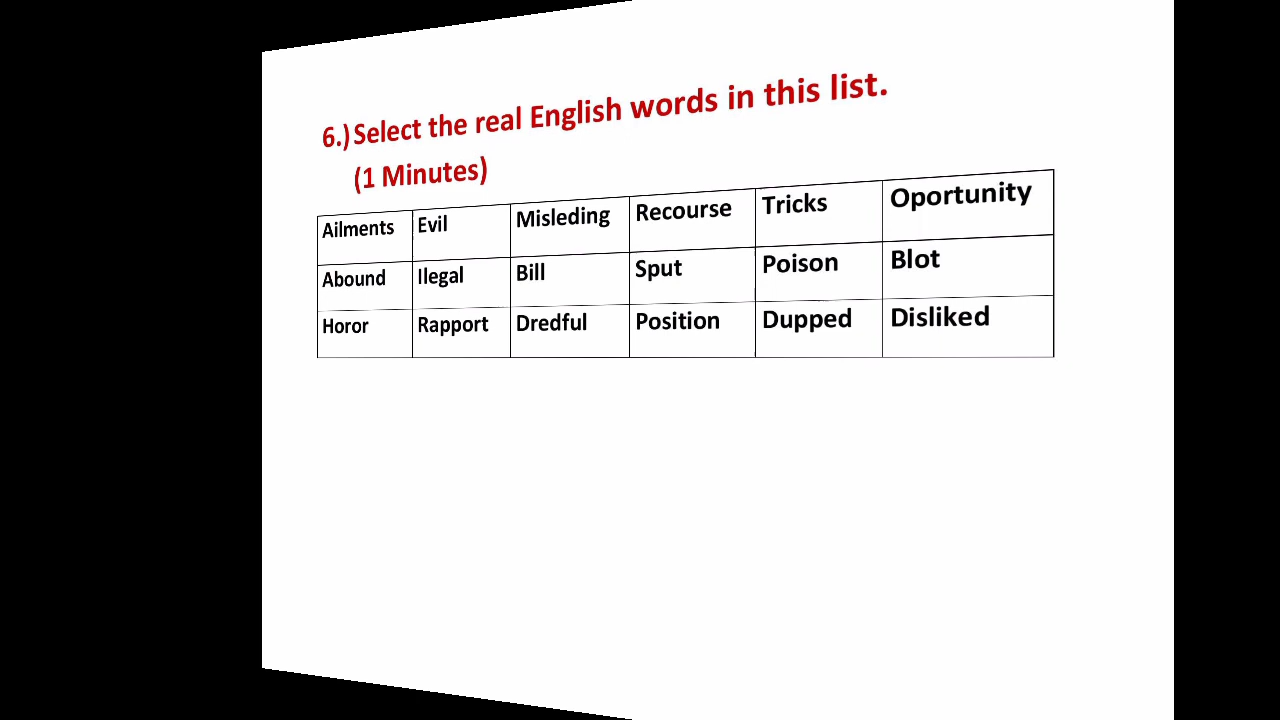 6.) Select the real English words in this list.
(1 Minutes)
Ailments Evil Misleding Recourse Tricks Oportunity
Abound Ilegal Bill Sput Poison Blot
Horor Rapport Dredful Position Dupped Disliked